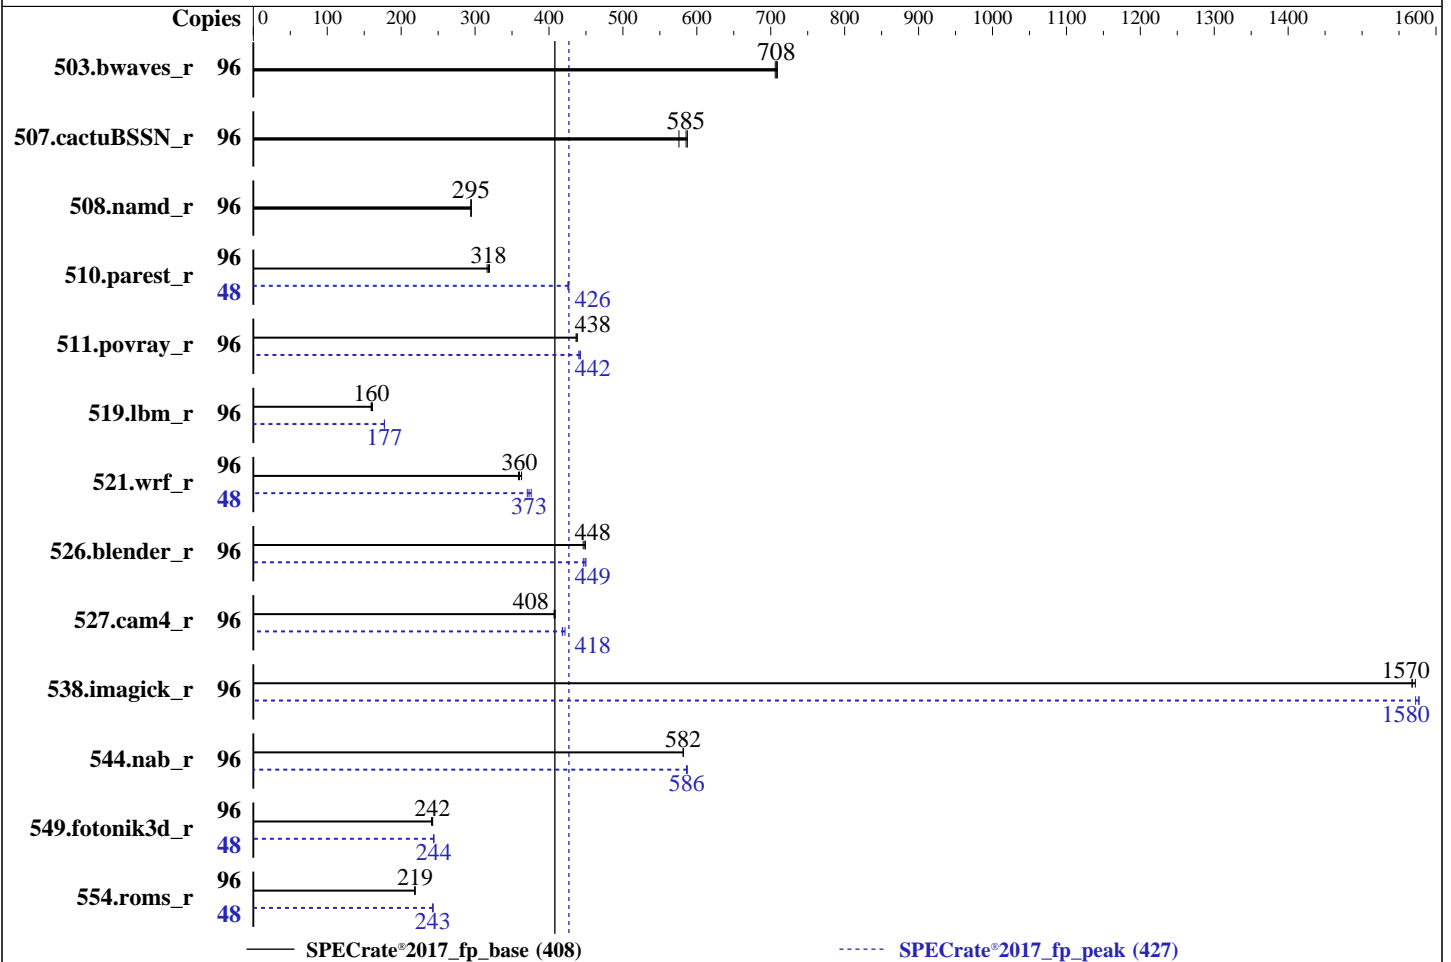 Copies 0 100 200 300 400 500 600 700 800 900 1000 1100 1200 1300 1400 1600
503.bwaves_r 96 708
507.cactuBSSN_r 96 585
508.namd_r 96 295
96 318
510.parest_r
48 426
438
511.povray_r 96
442
160
519.lbm_r 96
177
96 360
521.wrf_r
48 373
448
526.blender_r 96
449
408
527.cam4_r 96
418
1570
538.imagick_r 96
1580
582
544.nab_r 96
586
96 242
549.fotonik3d_r
48 244
96 219
554.roms_r
48 243
SPECrate®2017_fp_base (408) SPECrate®2017_fp_peak (427)